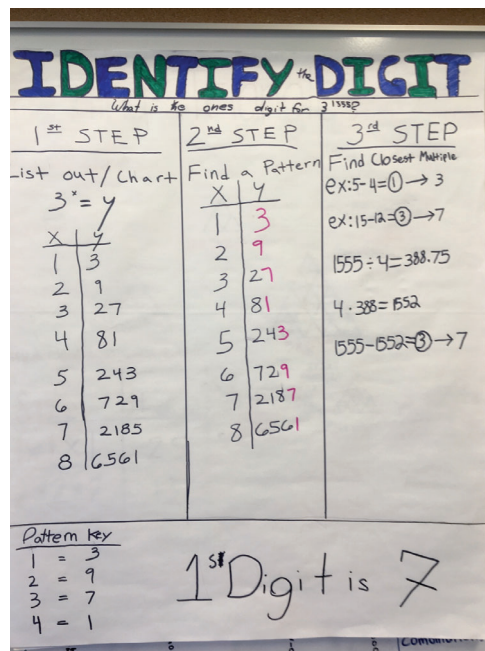 IDENTIFY the DIGIT
What is the ones digit for 3^1555?
1st STEP
List out/Chart
3^x = y
x | y
1 | 3
2 | 9
3 | 27
4 | 81
5 | 243
6 | 729
7 | 2185
8 | 6561
2nd STEP
Find a Pattern
X | Y
1 | 3
2 | 9
3 | 27
4 | 81
5 | 243
6 | 729
7 | 2187
8 | 6561
3rd STEP
Find Closest Multiple
ex: 5-4=① → 3
ex: 15-12=③ → 7
1555 ÷ 4 = 388.75
4 · 388 = 1552
1555-1552=③ → 7
Pattern Key
1 = 3
2 = 9
3 = 7
4 = 1
1st Digit is 7